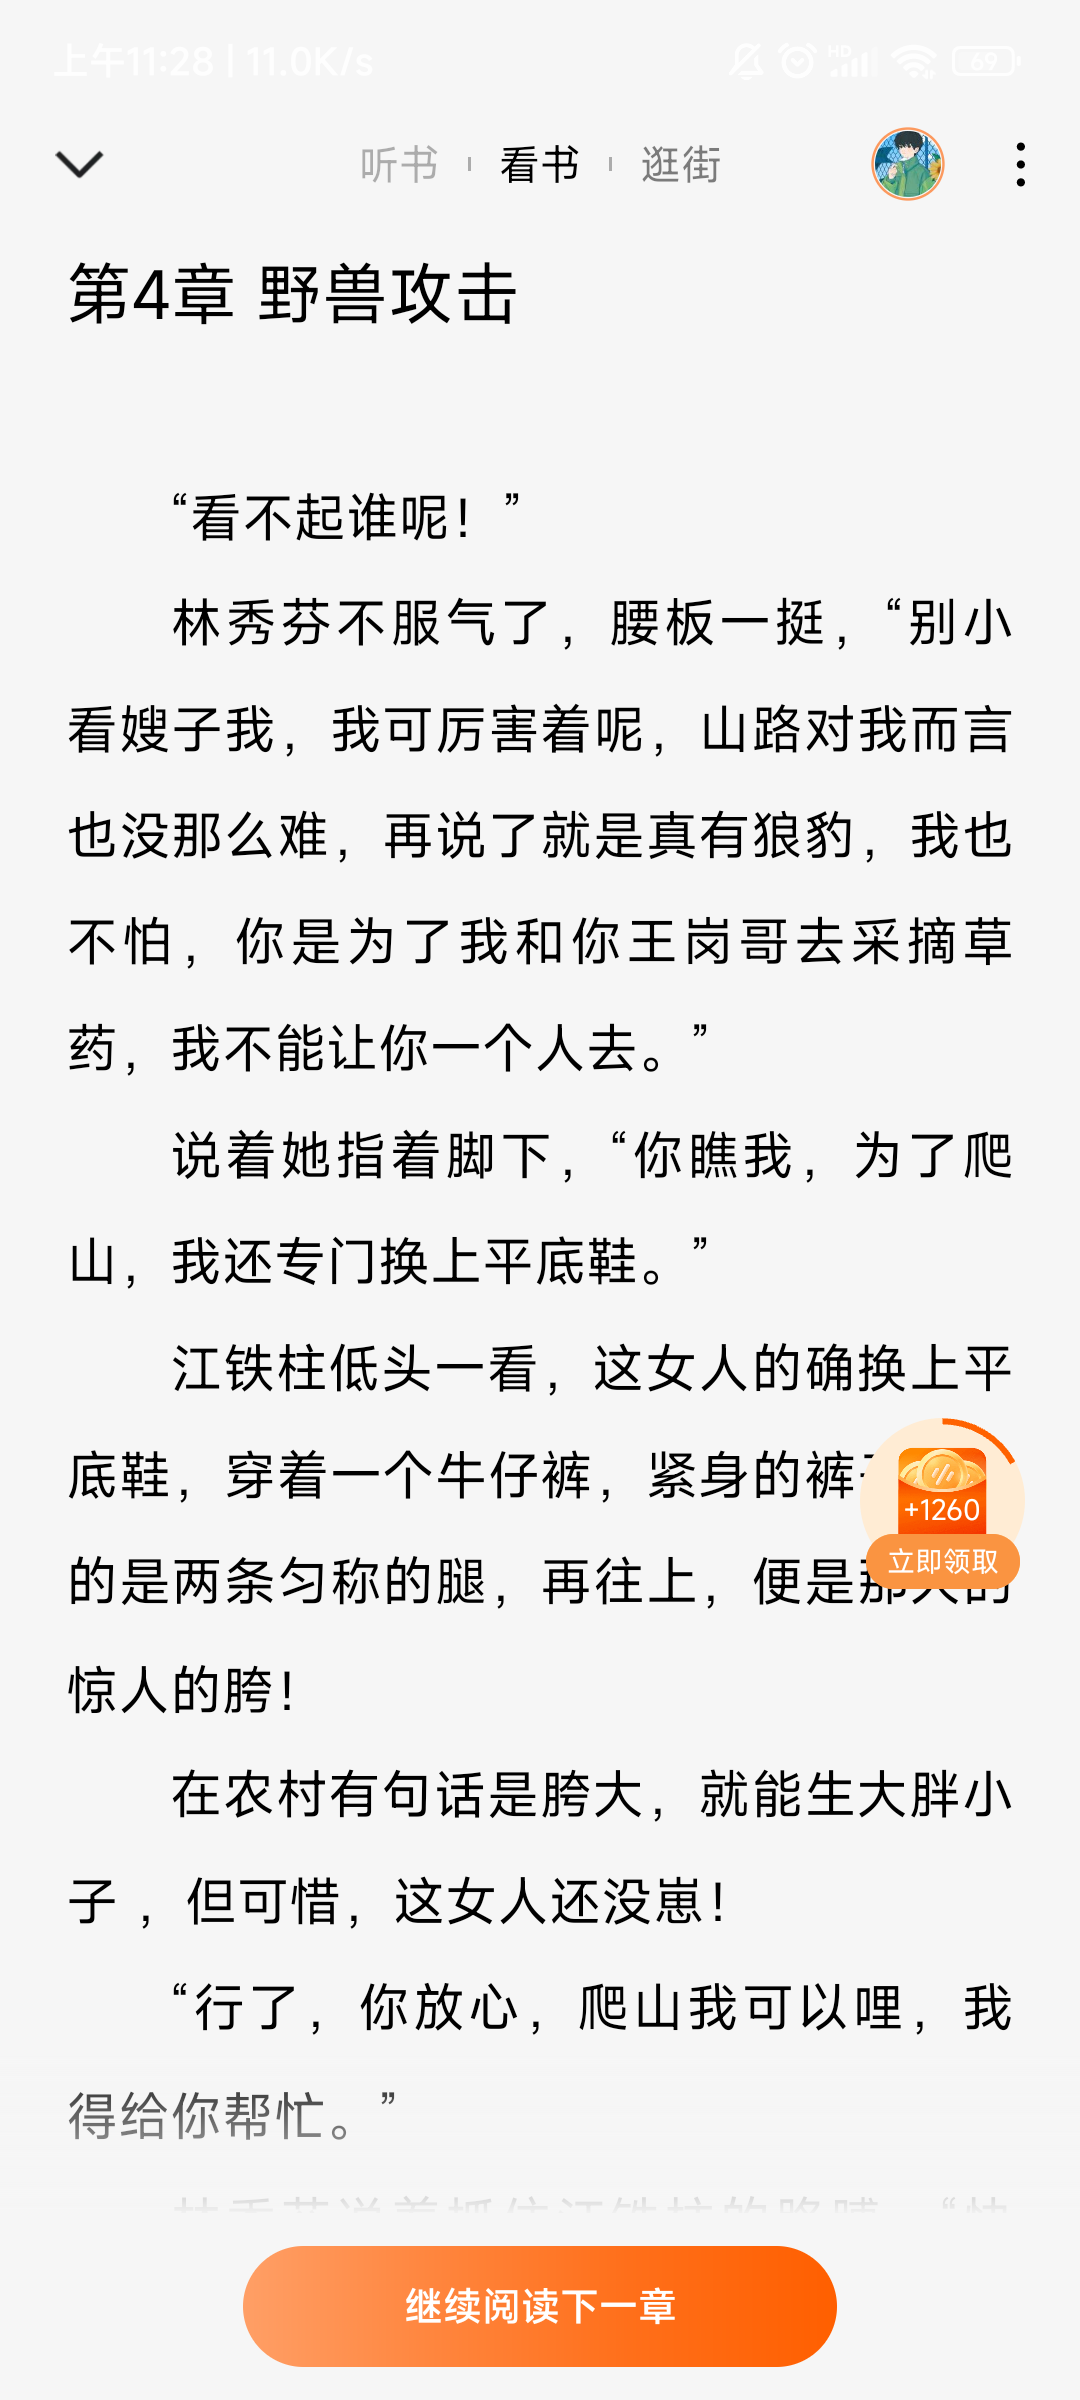 上午11:28 | 11.0K/s
HD
69
听书
看书
逛街
第4章 野兽攻击
“看不起谁呢！”
林秀芬不服气了，腰板一挺，“别小
看嫂子我，我可厉害着呢，山路对我而言
也没那么难，再说了就是真有狼豹，我也
不怕，你是为了我和你王岗哥去采摘草
药，我不能让你一个人去。”
说着她指着脚下，“你瞧我，为了爬
山，我还专门换上平底鞋。”
江铁柱低头一看，这女人的确换上平
底鞋，穿着一个牛仔裤，紧身的裤
+1260
立即领取
的是两条匀称的腿，再往上，便是那人的
惊人的胯！
在农村有句话是胯大，就能生大胖小
子 ，但可惜，这女人还没崽！
“行了，你放心，爬山我可以哩，我
得给你帮忙。”
继续阅读下一章